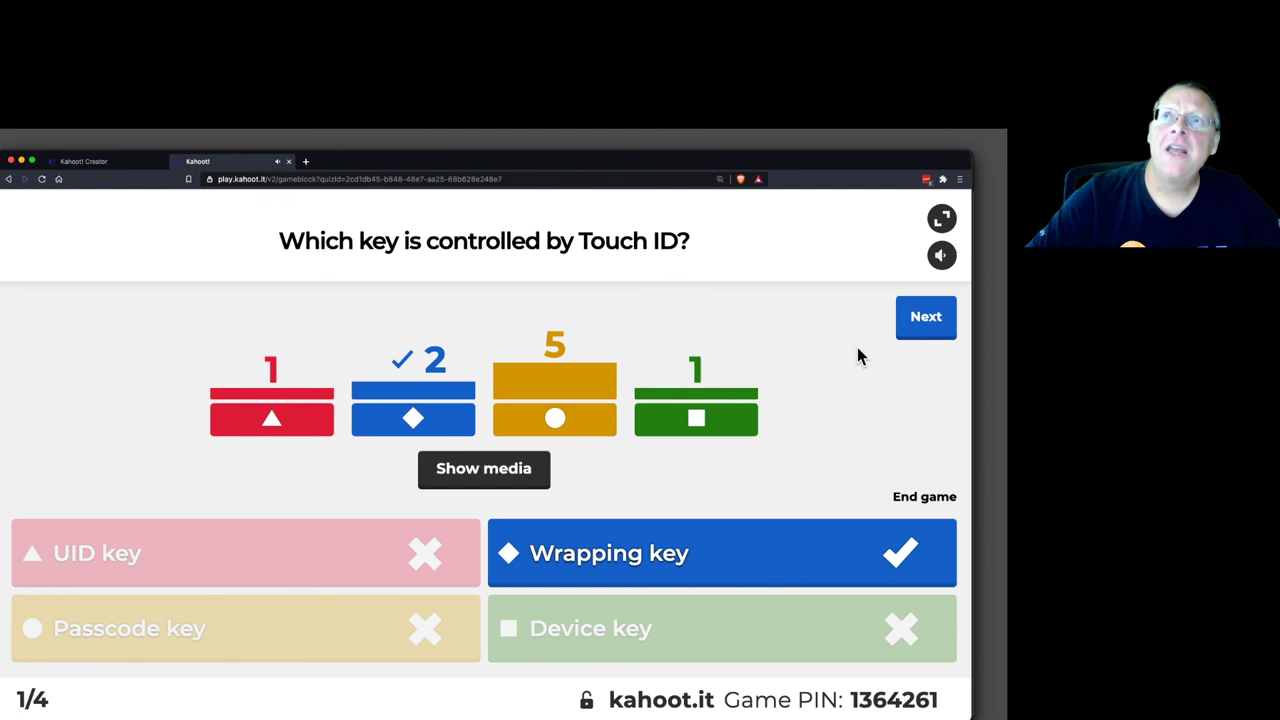 Kahoot! Creator
Kahoot!
play.kahoot.it/v2/gameblock?quizId=2cd1db45-b848-48e7-aa25-68b628e248e7
Which key is controlled by Touch ID?
Next
1
2
5
1
Show media
End game
UID key
Wrapping key
Passcode key
Device key
1/4
kahoot.it Game PIN: 1364261